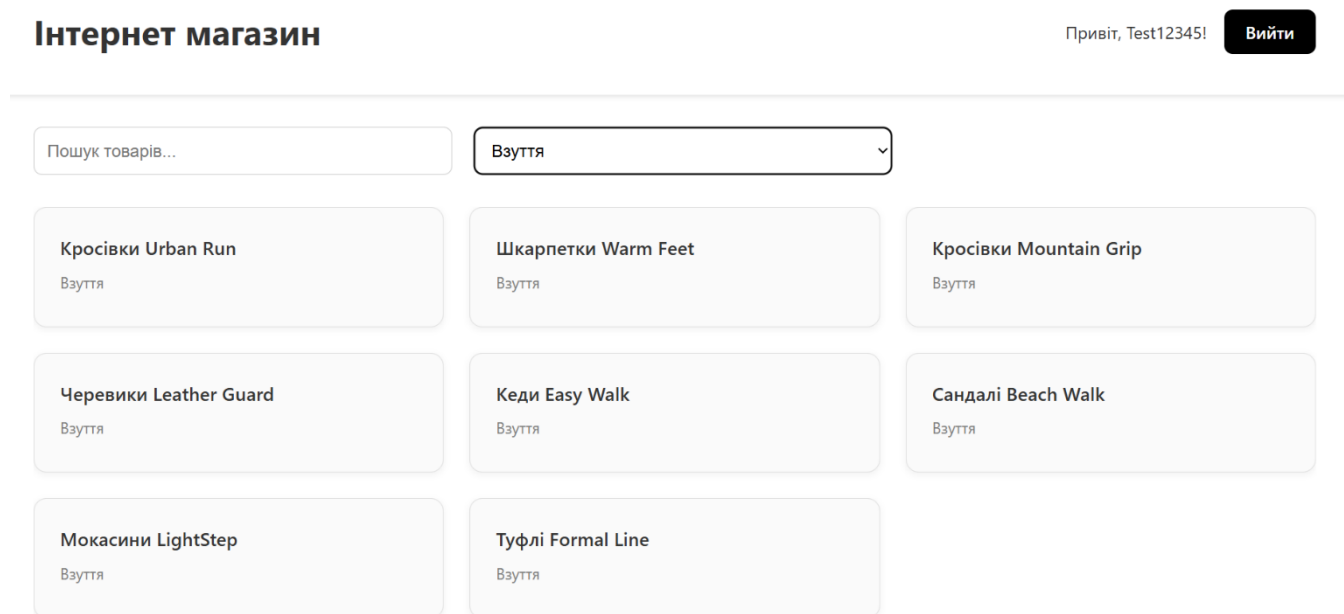 Інтернет магазин
Привіт, Test12345!
Вийти
Пошук товарів...
Взуття
Кросівки Urban Run
Взуття
Шкарпетки Warm Feet
Взуття
Кросівки Mountain Grip
Взуття
Черевики Leather Guard
Взуття
Кеди Easy Walk
Взуття
Сандалі Beach Walk
Взуття
Мокасини LightStep
Взуття
Туфлі Formal Line
Взуття